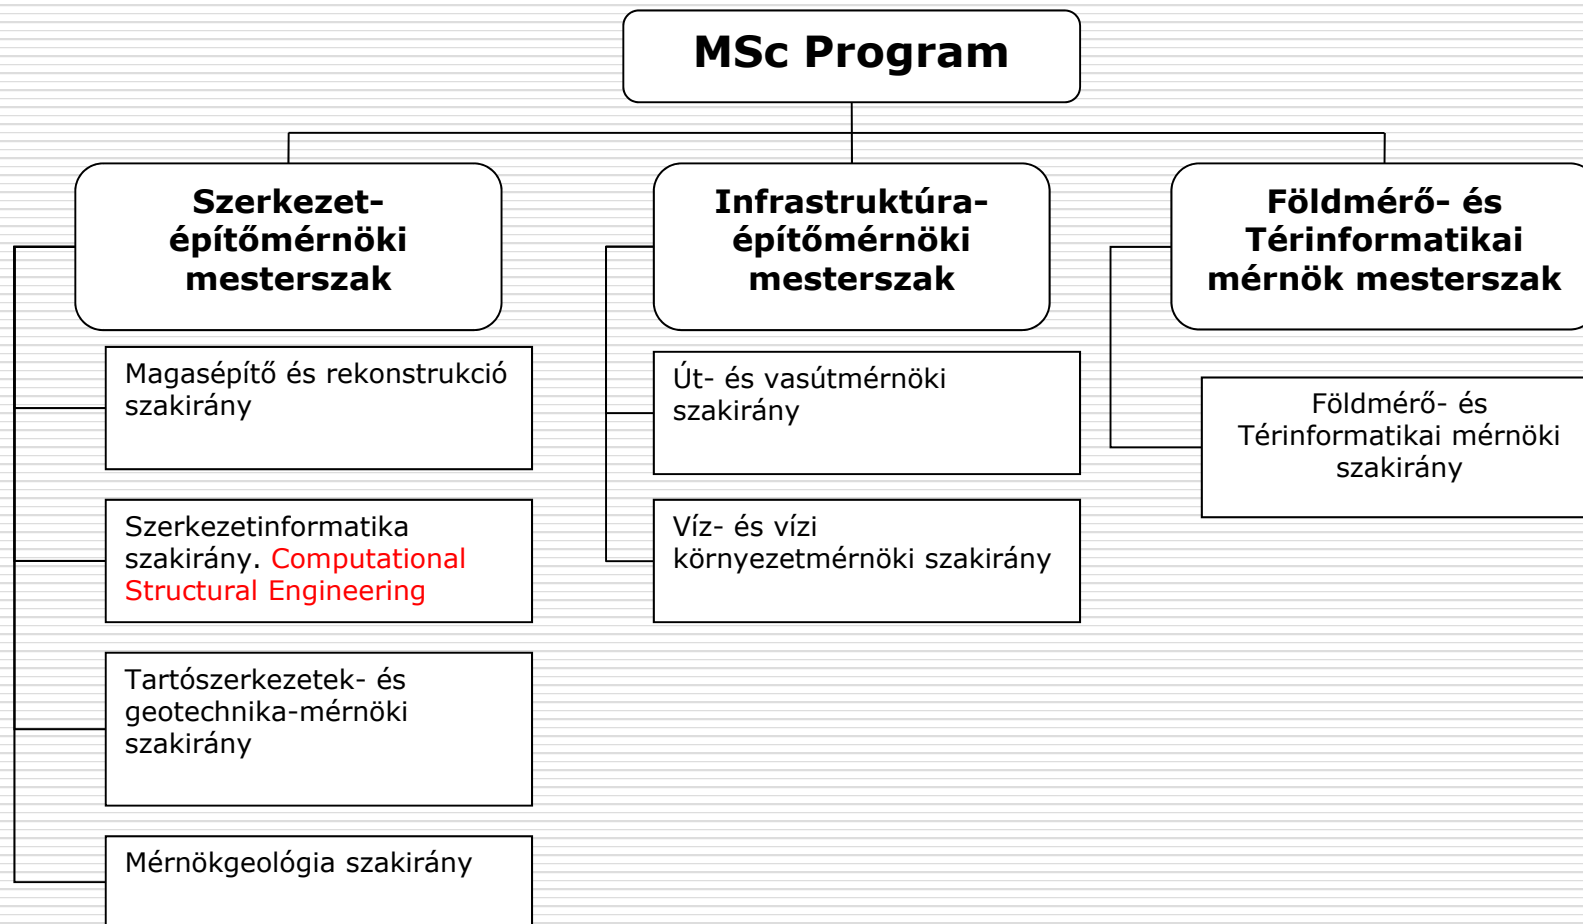 MSc Program
Szerkezet-
építőmérnöki
mesterszak
Infrastruktúra-
építőmérnöki
mesterszak
Földmérő- és
Térinformatikai
mérnök mesterszak
Magasépítő és rekonstrukció
szakirány
Szerkezetinformatika
szakirány. Computational
Structural Engineering
Tartószerkezetek- és
geotechnika-mérnöki
szakirány
Mérnökgeológia szakirány
Út- és vasútmérnöki
szakirány
Víz- és vízi
környezetmérnöki szakirány
Földmérő- és
Térinformatikai mérnöki
szakirány